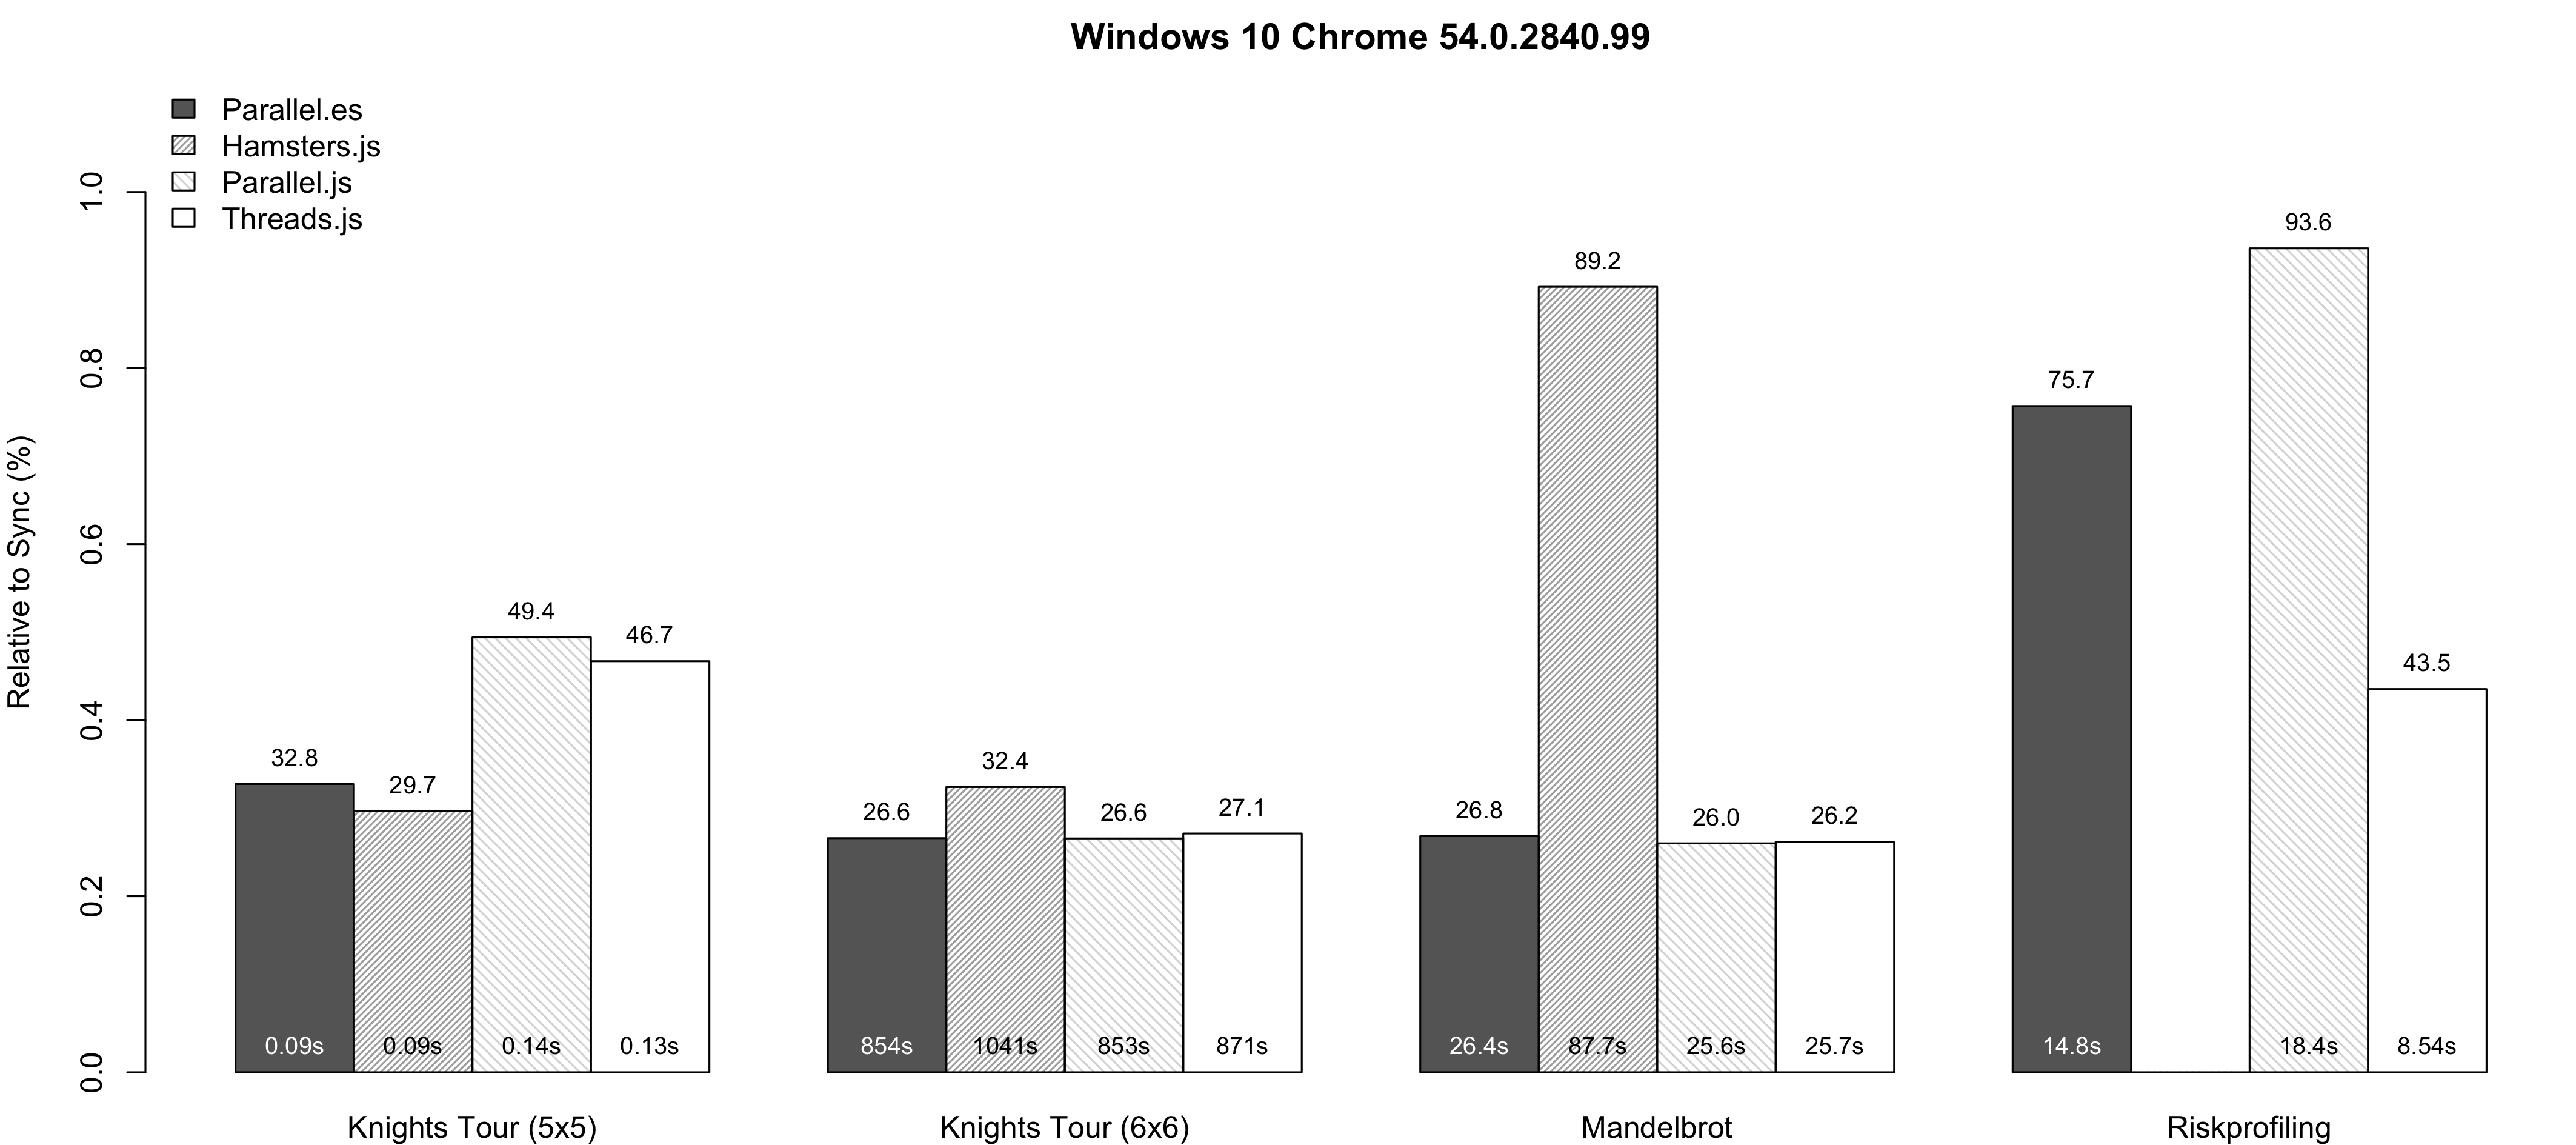 Windows 10 Chrome 54.0.2840.99
Parallel.es
Hamsters.js
Parallel.js
Threads.js
Relative to Sync (%)
1.0
0.8
0.6
0.4
0.2
0.0
32.8
29.7
49.4
46.7
0.09s
0.09s
0.14s
0.13s
Knights Tour (5x5)
26.6
32.4
26.6
27.1
854s
1041s
853s
871s
Knights Tour (6x6)
26.8
89.2
26.0
26.2
26.4s
87.7s
25.6s
25.7s
Mandelbrot
75.7
93.6
43.5
14.8s
18.4s
8.54s
Riskprofiling